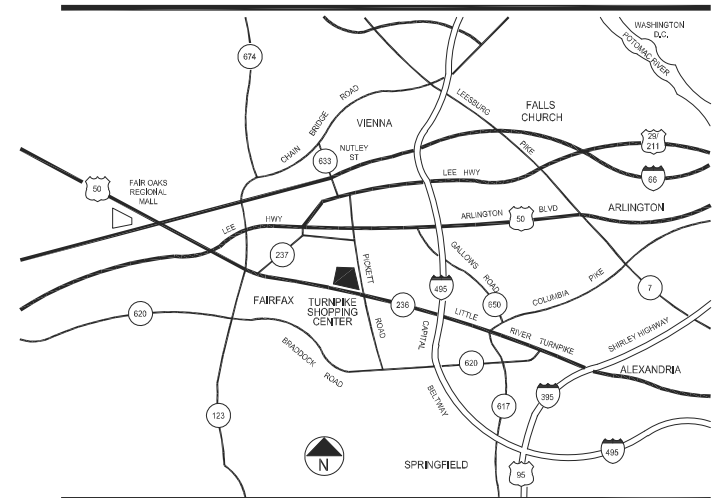 WASHINGTON
D.C.
POTOMAC RIVER
674
LEESBURG
PIKE
FALLS
CHURCH
CHAIN BRIDGE ROAD
VIENNA
29/
211
633
NUTLEY
ST
LEE HWY
66
50
FAIR OAKS
REGIONAL
MALL
ARLINGTON BLVD
50
ARLINGTON
LEE HWY
237
PICKETT
ROAD
GALLOWS
ROAD
495
650
COLUMBIA PIKE
7
FAIRFAX
TURNPIKE
SHOPPING
CENTER
236
LITTLE
RIVER TURNPIKE
620
CAPITAL
BELTWAY
SHIRLEY HIGHWAY
BRADDOCK
ROAD
620
ALEXANDRIA
395
123
617
495
N
SPRINGFIELD
95